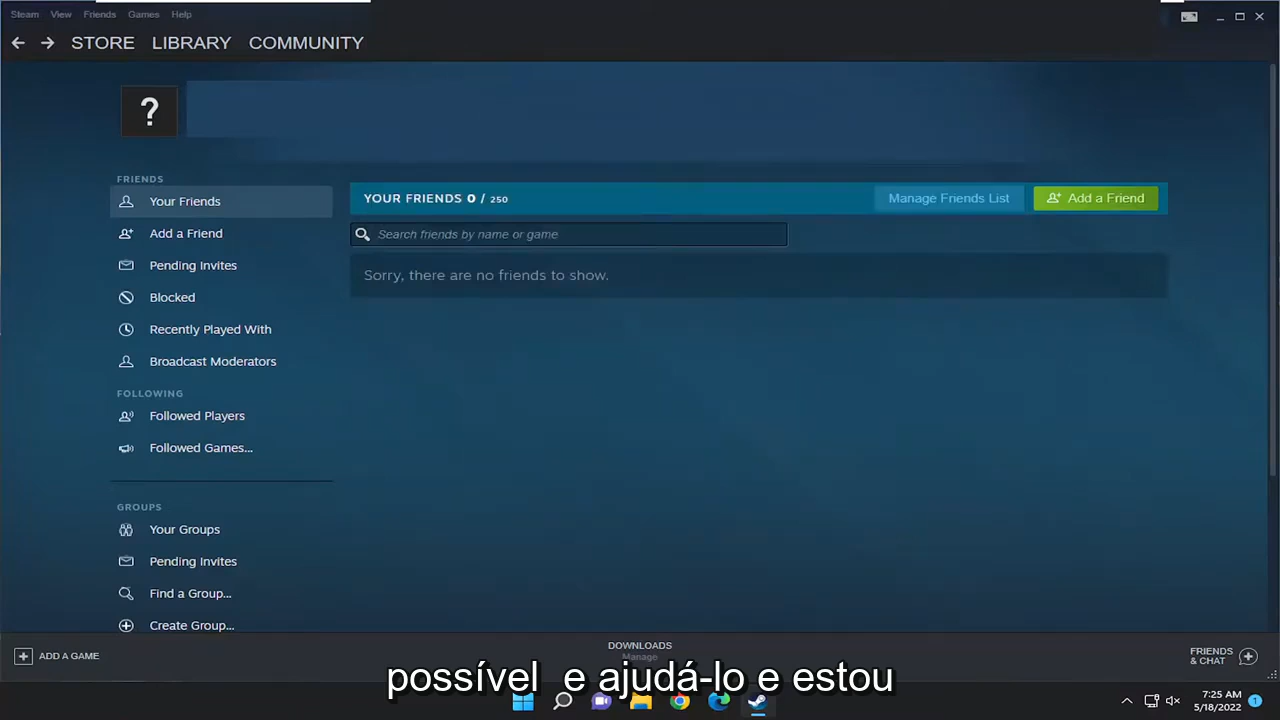 Steam View Friends Games Help
STORE LIBRARY COMMUNITY
?
FRIENDS
Your Friends
Add a Friend
Pending Invites
Blocked
Recently Played With
Broadcast Moderators
FOLLOWING
Followed Players
Followed Games...
GROUPS
Your Groups
Pending Invites
Find a Group...
Create Group...
YOUR FRIENDS 0 / 250
Manage Friends List
Add a Friend
Search friends by name or game
Sorry, there are no friends to show.
ADD A GAME
DOWNLOADS
Manage
FRIENDS
& CHAT
possível e ajudá-lo e estou
7:25 AM
5/18/2022
1